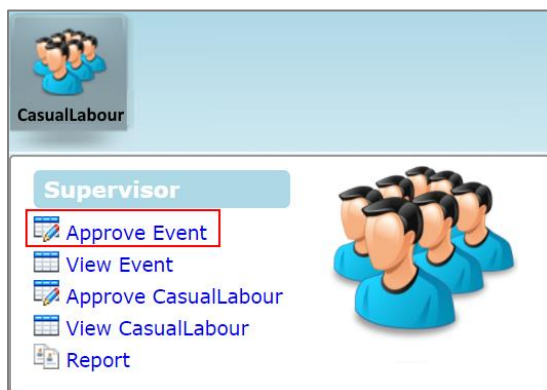 CasualLabour
Supervisor
Approve Event
View Event
Approve CasualLabour
View CasualLabour
Report